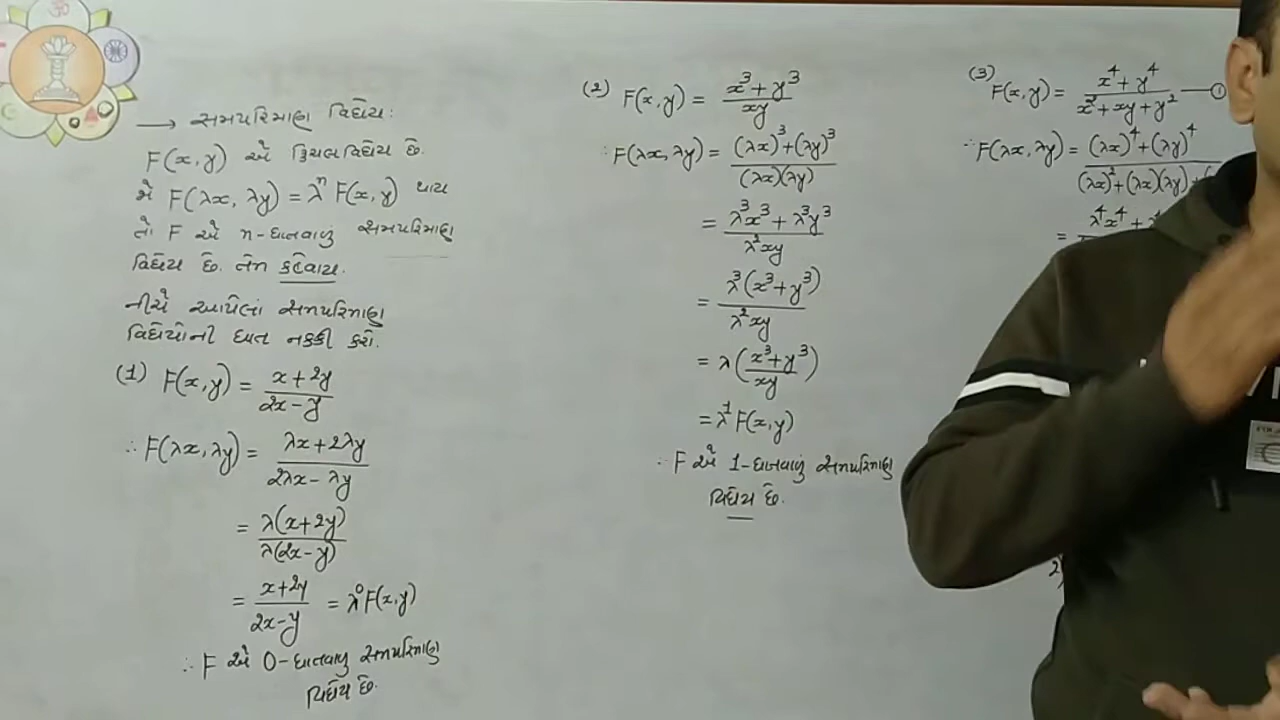 → સમપરિમાણ વિધેય:
F(x, y) એ દ્વિચલ વિધેય છે.
જો F(λx, λy) = λⁿ F(x, y) થાય
તો F એ n-ઘાતવાળું સમપરિમાણ
વિધેય છે. તેમ કહેવાય.
નીચે આપેલાં સમપરિમાણ
વિધેયોની ઘાત નક્કી કરો.
(1) F(x, y) = (x + 2y)/(2x - y)
∴ F(λx, λy) = (λx + 2λy)/(2λx - λy)
= λ(x + 2y)/λ(2x - y)
= (x + 2y)/(2x - y) = λ⁰ F(x, y)
∴ F એ 0-ઘાતવાળું સમપરિમાણ
વિધેય છે.
(2) F(x, y) = (x³ + y³)/xy
∴ F(λx, λy) = ((λx)³ + (λy)³)/((λx)(λy))
= (λ³x³ + λ³y³)/λ²xy
= λ³(x³ + y³)/λ²xy
= λ((x³ + y³)/xy)
= λ¹ F(x, y)
∴ F એ 1-ઘાતવાળું સમપરિમાણ
વિધેય છે.
(3) F(x, y) = (x⁴ + y⁴)/(x² + xy + y²) — ①
∴ F(λx, λy) = ((λx)⁴ + (λy)⁴)/((λx)² + (λx)(λy) + (
= λ⁴x⁴ +